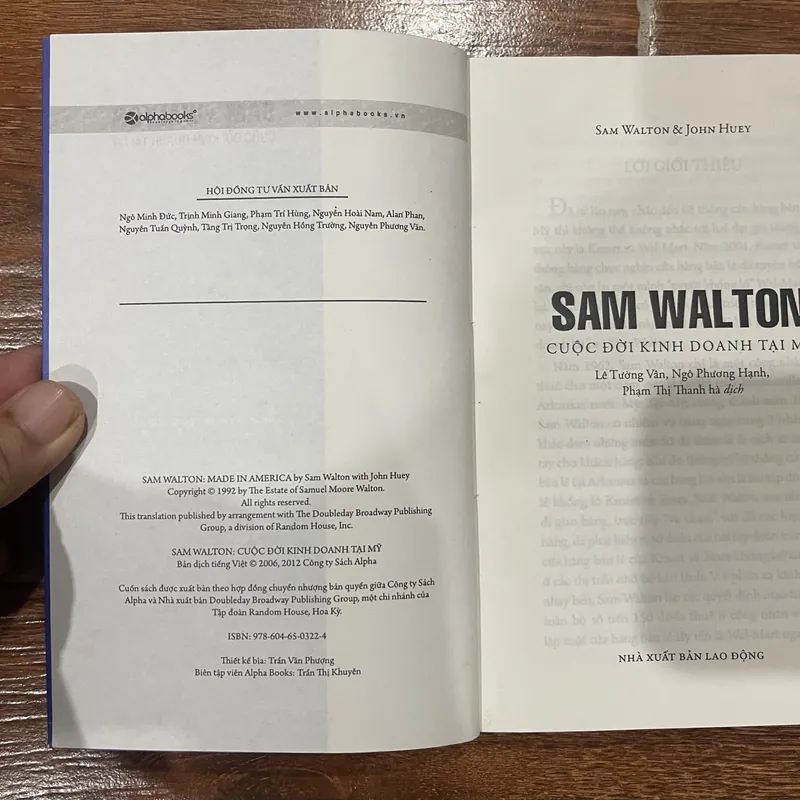 alphabooks
www.alphabooks.vn
HỘI ĐỒNG TƯ VẤN XUẤT BẢN
Ngô Minh Đức, Trịnh Minh Giang, Phạm Trí Hùng, Nguyễn Hoài Nam, Alan Phan,
Nguyễn Tuấn Quỳnh, Tăng Trị Trọng, Nguyễn Hồng Trường, Nguyễn Phương Văn.
SAM WALTON: MADE IN AMERICA by Sam Walton with John Huey
Copyright © 1992 by The Estate of Samuel Moore Walton.
All rights reserved.
This translation published by arrangement with The Doubleday Broadway Publishing
Group, a division of Random House, Inc.
SAM WALTON: CUỘC ĐỜI KINH DOANH TẠI MỸ
Bản dịch tiếng Việt © 2006, 2012 Công ty Sách Alpha
Cuốn sách được xuất bản theo hợp đồng chuyển nhượng bản quyền giữa Công ty Sách
Alpha và Nhà xuất bản Doubleday Broadway Publishing Group, một chi nhánh của
Tập đoàn Random House, Hoa Kỳ.
ISBN: 978-604-65-0322-4
Thiết kế bìa: Trần Văn Phượng
Biên tập viên Alpha Books: Trần Thị Khuyên
SAM WALTON & JOHN HUEY
SAM WALTON
CUỘC ĐỜI KINH DOANH TẠI M
Lê Tường Vân, Ngô Phương Hạnh,
Phạm Thị Thanh hà dịch
NHÀ XUẤT BẢN LAO ĐỘNG